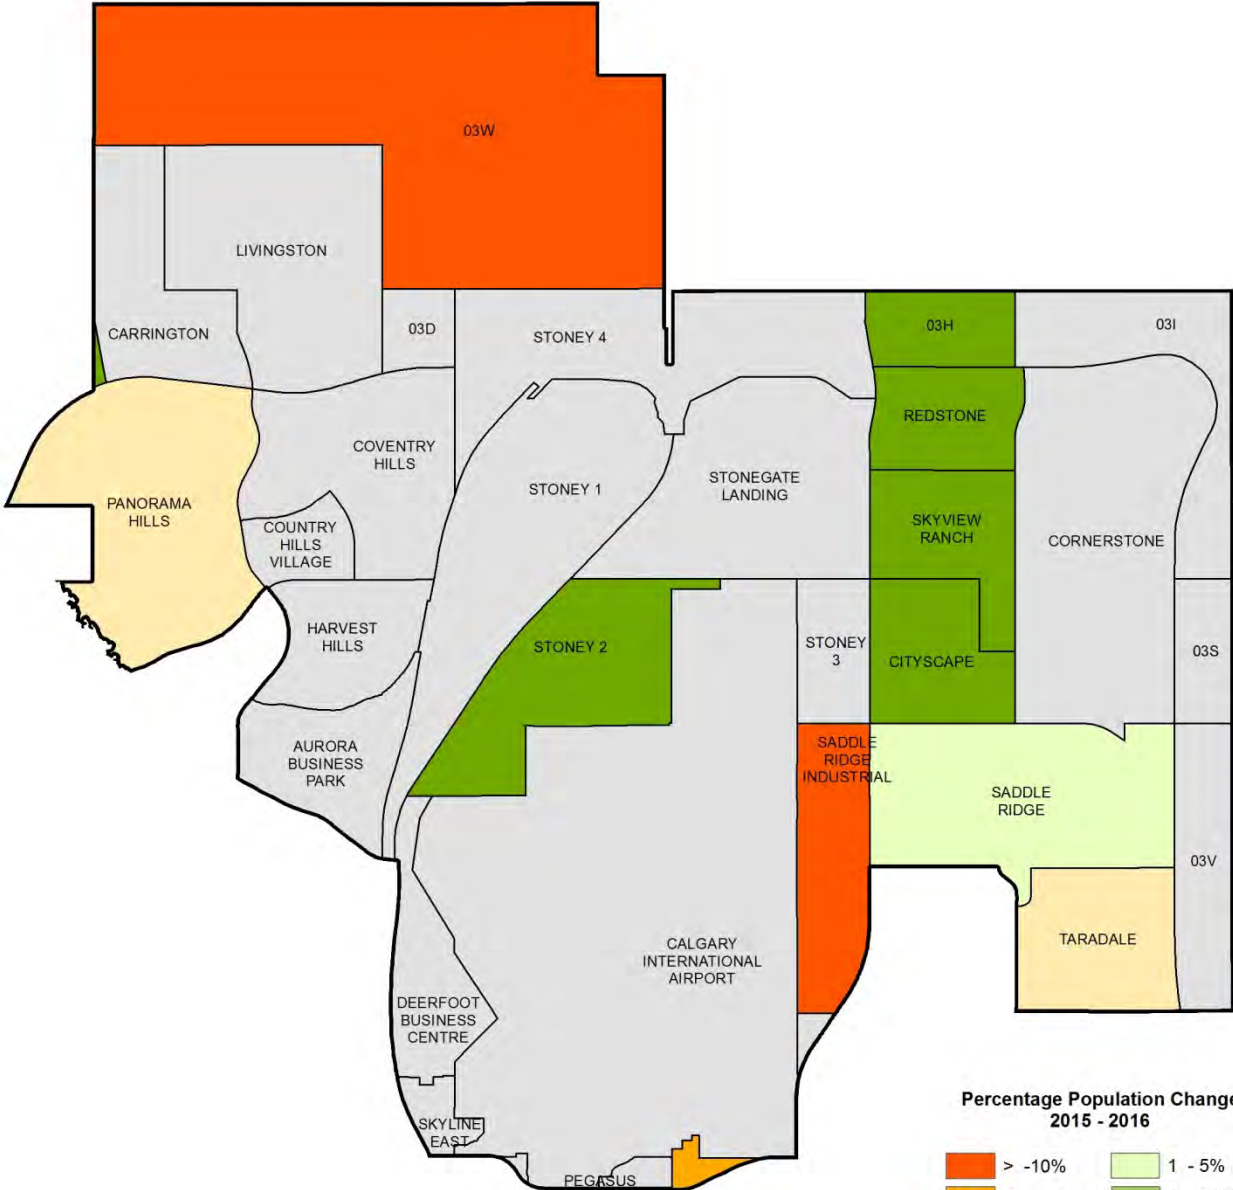 03W
LIVINGSTON
CARRINGTON
03D
STONEY 4
03H
03I
REDSTONE
COVENTRY
HILLS
STONEY 1
STONEGATE
LANDING
PANORAMA
HILLS
SKYVIEW
RANCH
CORNERSTONE
COUNTRY
HILLS
VILLAGE
HARVEST
HILLS
STONEY 2
STONEY
3
CITYSCAPE
03S
AURORA
BUSINESS
PARK
SADDLE
RIDGE
INDUSTRIAL
SADDLE
RIDGE
03V
TARADALE
CALGARY
INTERNATIONAL
AIRPORT
DEERFOOT
BUSINESS
CENTRE
SKYLINE
EAST
PEGASUS
Percentage Population Change
2015 - 2016
> -10%
1 - 5%